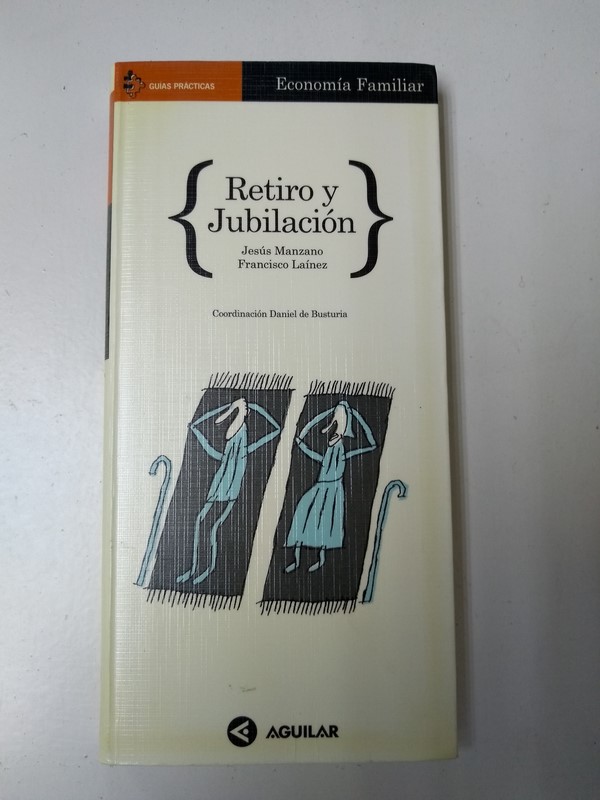 GUÍAS PRÁCTICAS
Economía Familiar
Retiro y
Jubilación
Jesús Manzano
Francisco Laínez
Coordinación Daniel de Busturia
AGUILAR